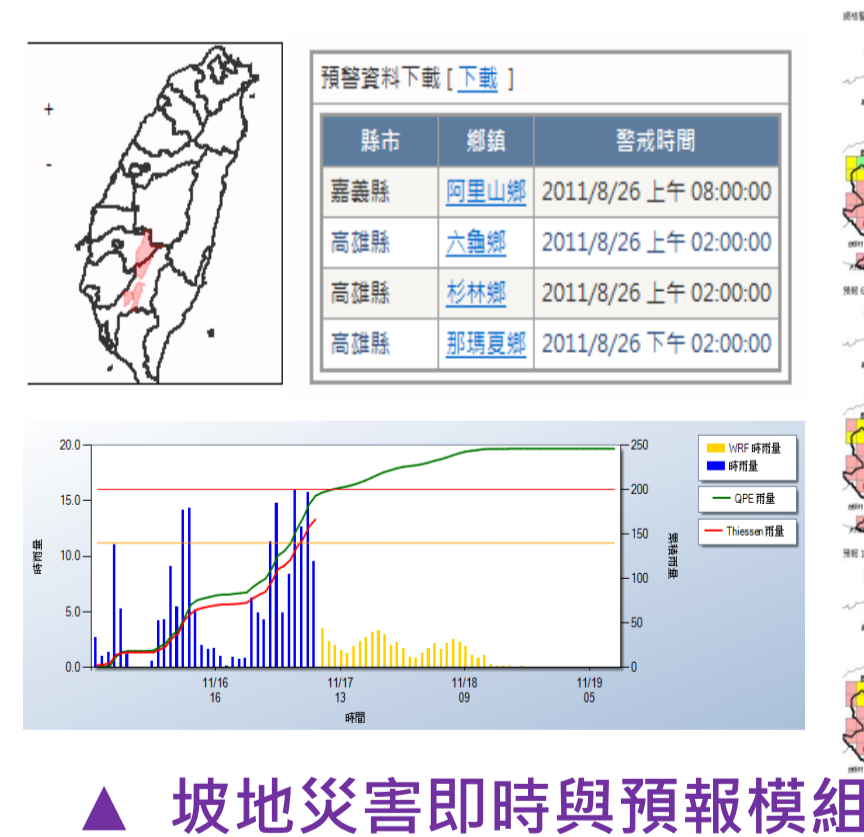 +
-
預警資料下載 [ 下載 ]
縣市 鄉鎮 警戒時間
嘉義縣 阿里山鄉 2011/8/26 上午 08:00:00
高雄縣 六龜鄉 2011/8/26 上午 02:00:00
高雄縣 杉林鄉 2011/8/26 上午 02:00:00
高雄縣 那瑪夏鄉 2011/8/26 下午 02:00:00
20.0
15.0
10.0
5.0
0.0
時雨量
250
200
150
100
50
0
累積雨量
11/16 11/17 11/18 11/19
16 13 09 05
時間
WRF 時雨量
時雨量
QPE 雨量
Thiessen 雨量
▲ 坡地災害即時與預報模組